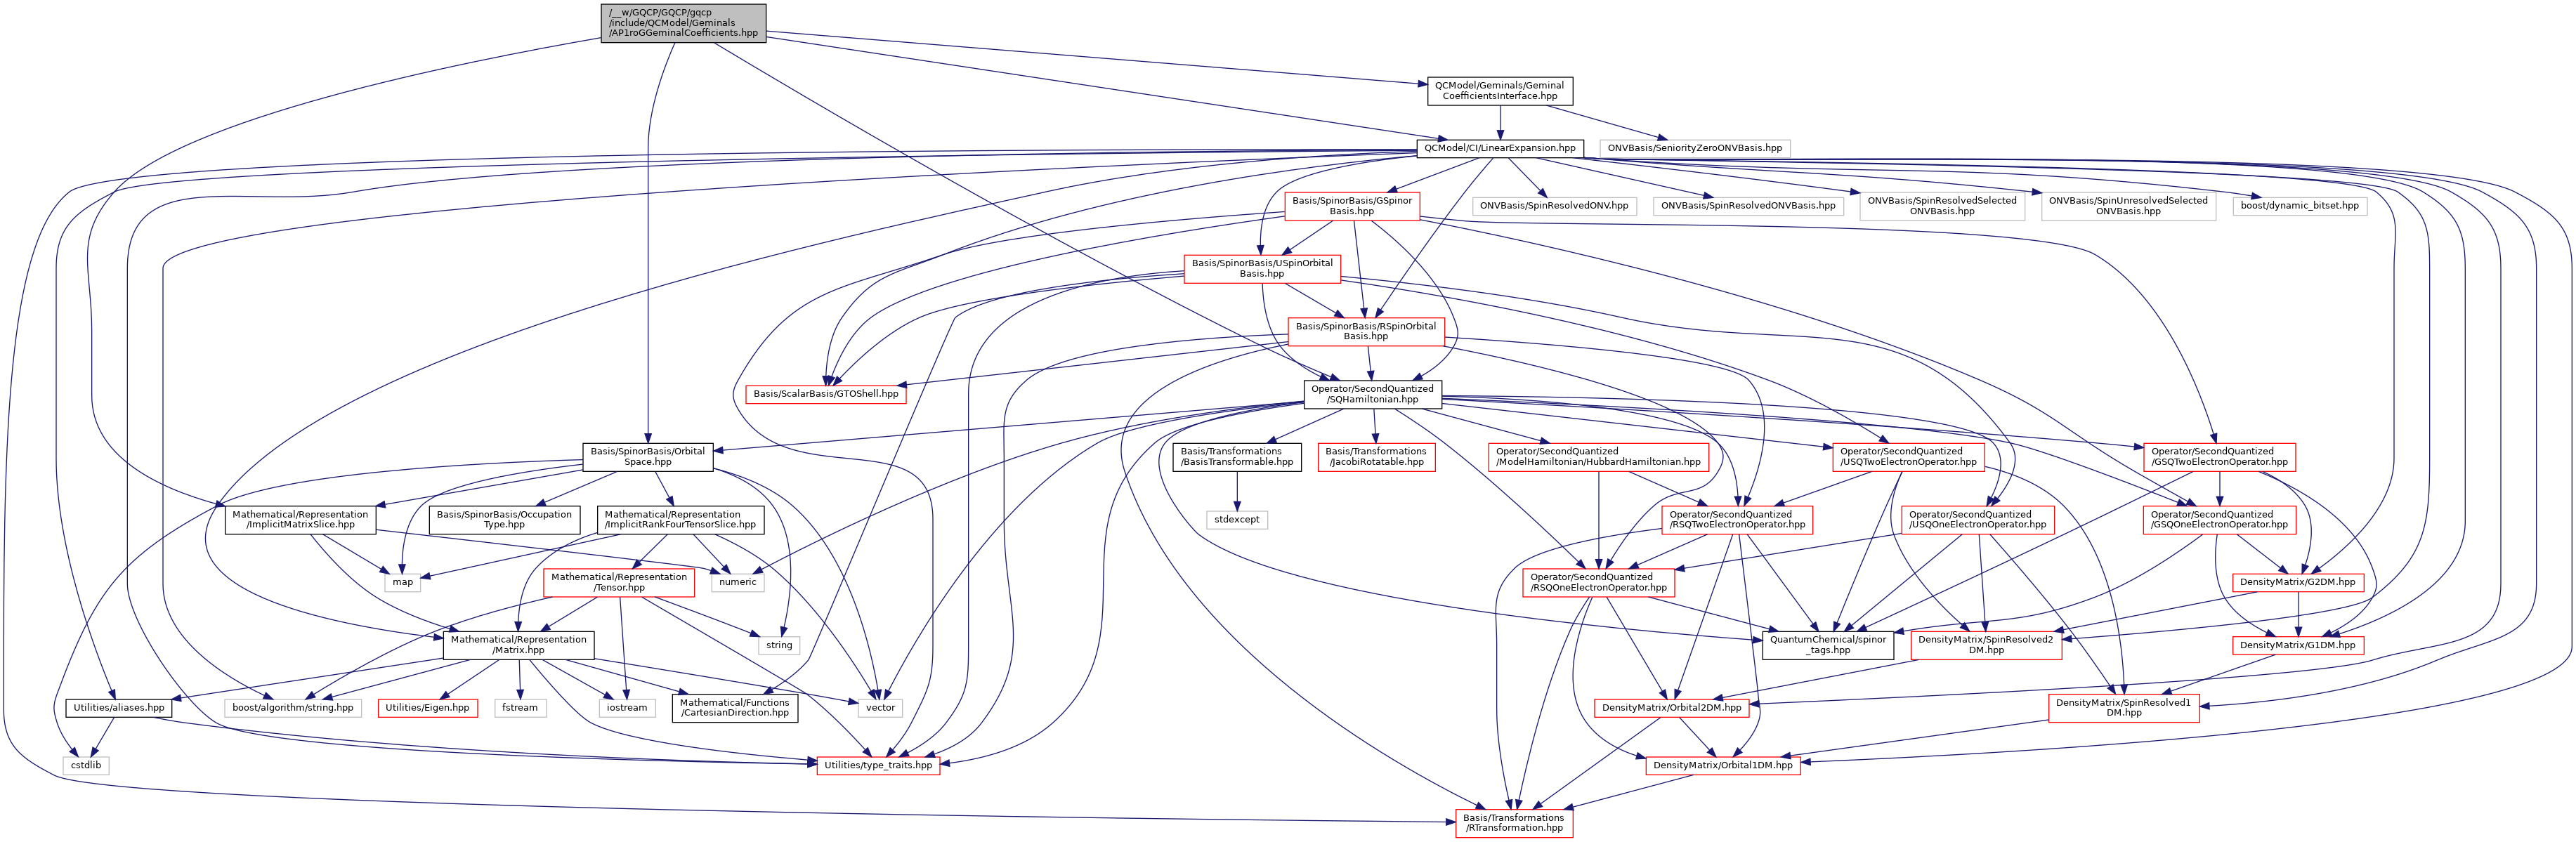 /__w/GQCP/GQCP/gqcp
/include/QCModel/Geminals
/AP1roGGeminalCoefficients.hpp
QCModel/Geminals/Geminal
CoefficientsInterface.hpp
QCModel/CI/LinearExpansion.hpp
ONVBasis/SeniorityZeroONVBasis.hpp
Basis/SpinorBasis/GSpinor
Basis.hpp
ONVBasis/SpinResolvedONV.hpp
ONVBasis/SpinResolvedONVBasis.hpp
ONVBasis/SpinResolvedSelected
ONVBasis.hpp
ONVBasis/SpinUnresolvedSelected
ONVBasis.hpp
boost/dynamic_bitset.hpp
Basis/SpinorBasis/USpinOrbital
Basis.hpp
Basis/SpinorBasis/RSpinOrbital
Basis.hpp
Basis/ScalarBasis/GTOShell.hpp
Operator/SecondQuantized
/SQHamiltonian.hpp
Basis/SpinorBasis/Orbital
Space.hpp
Basis/Transformations
/BasisTransformable.hpp
Basis/Transformations
/JacobiRotatable.hpp
Operator/SecondQuantized
/ModelHamiltonian/HubbardHamiltonian.hpp
Operator/SecondQuantized
/USQTwoElectronOperator.hpp
Operator/SecondQuantized
/GSQTwoElectronOperator.hpp
Mathematical/Representation
/ImplicitMatrixSlice.hpp
Basis/SpinorBasis/Occupation
Type.hpp
Mathematical/Representation
/ImplicitRankFourTensorSlice.hpp
stdexcept
Operator/SecondQuantized
/RSQTwoElectronOperator.hpp
Operator/SecondQuantized
/USQOneElectronOperator.hpp
Operator/SecondQuantized
/GSQOneElectronOperator.hpp
map
Mathematical/Representation
/Tensor.hpp
numeric
Operator/SecondQuantized
/RSQOneElectronOperator.hpp
DensityMatrix/G2DM.hpp
Mathematical/Representation
/Matrix.hpp
string
QuantumChemical/spinor
_tags.hpp
DensityMatrix/SpinResolved2
DM.hpp
DensityMatrix/G1DM.hpp
Utilities/aliases.hpp
boost/algorithm/string.hpp
Utilities/Eigen.hpp
fstream
iostream
Mathematical/Functions
/CartesianDirection.hpp
vector
DensityMatrix/Orbital2DM.hpp
DensityMatrix/SpinResolved1
DM.hpp
cstdlib
Utilities/type_traits.hpp
DensityMatrix/Orbital1DM.hpp
Basis/Transformations
/RTransformation.hpp